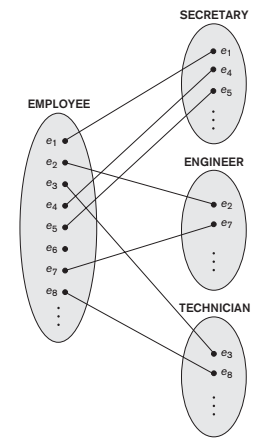 SECRETARY
e1
e4
e5
EMPLOYEE
e1
e2
e3
e4
e5
e6
e7
e8
ENGINEER
e2
e7
TECHNICIAN
e3
e8